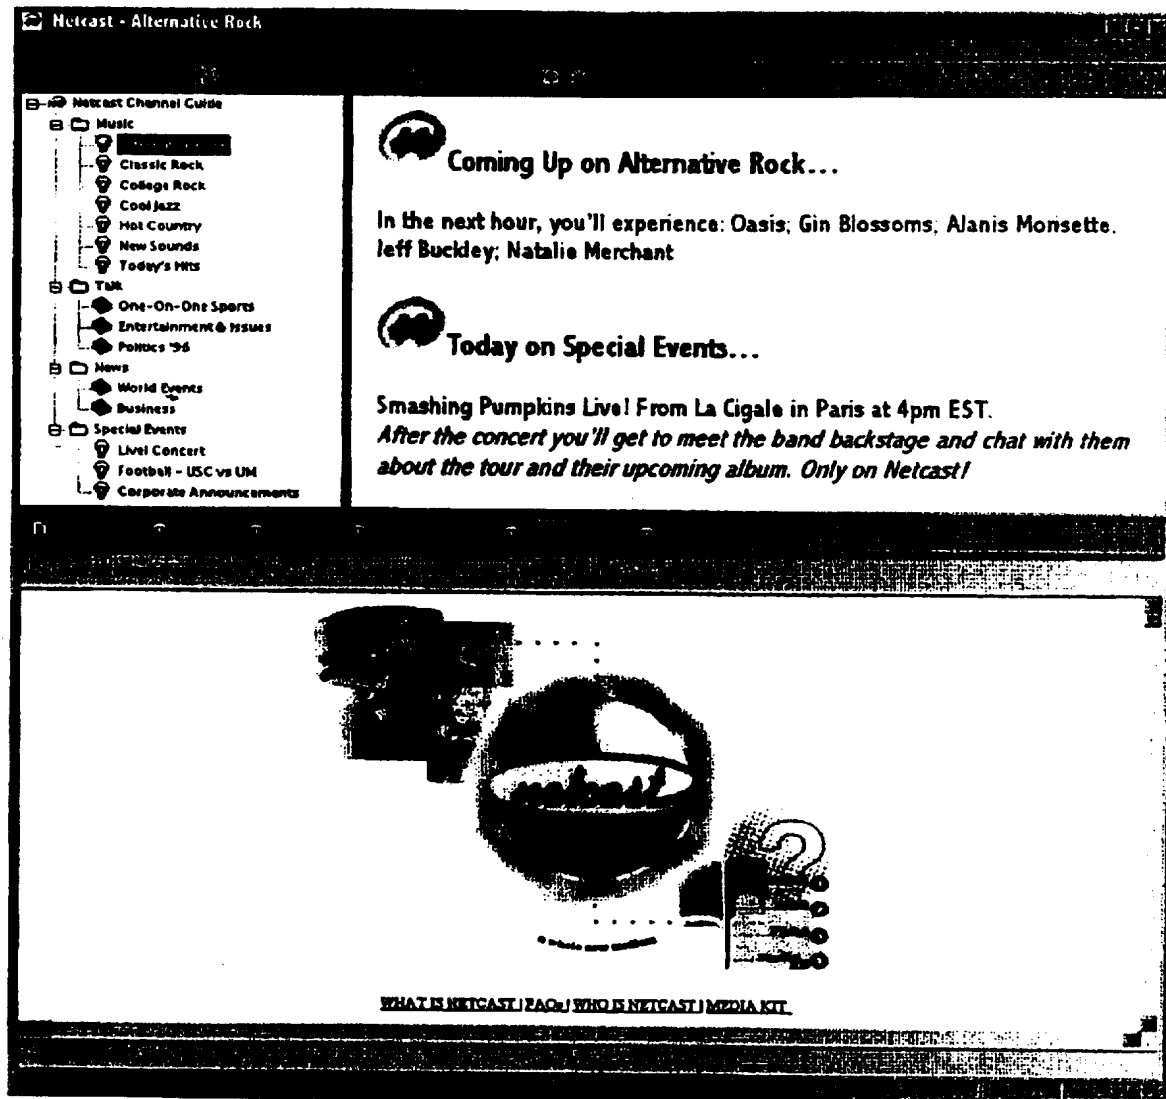 Netcast - Alternative Rock
Netcast Channel Guide
Music
Classic Rock
College Rock
Cool Jazz
Hot Country
New Sounds
Today's Hits
Talk
One-On-One Sports
Entertainment & Issues
Politics '96
News
World Events
Business
Special Events
Live! Concert
Football - USC vs UM
Corporate Announcements
Coming Up on Alternative Rock...
In the next hour, you'll experience: Oasis; Gin Blossoms; Alanis Morisette.
Jeff Buckley; Natalie Merchant
Today on Special Events...
Smashing Pumpkins Live! From La Cigale in Paris at 4pm EST.
After the concert you'll get to meet the band backstage and chat with them
about the tour and their upcoming album. Only on Netcast!
netcast
a whole new medium
WHAT IS NETCAST | FAQs | WHO IS NETCAST | MEDIA KIT